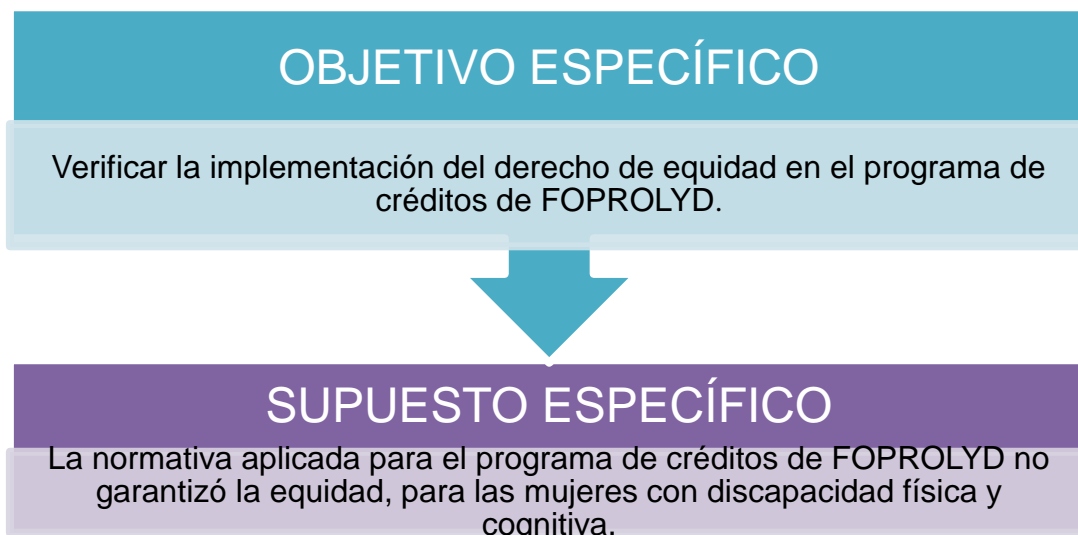 OBJETIVO ESPECÍFICO
Verificar la implementación del derecho de equidad en el programa de
créditos de FOPROLYD.
SUPUESTO ESPECÍFICO
La normativa aplicada para el programa de créditos de FOPROLYD no
garantizó la equidad, para las mujeres con discapacidad física y
cognitiva.